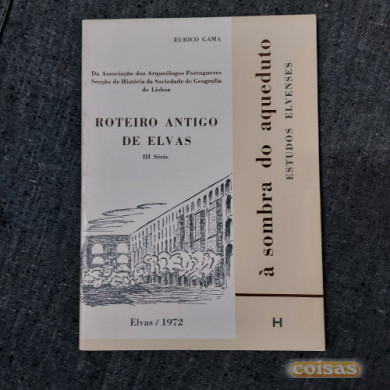 EURICO GAMA
Da Associação dos Arqueólogos Portugueses
Secção de História da Sociedade de Geografia
de Lisboa
ROTEIRO ANTIGO
DE ELVAS
III Série
Elvas / 1972
à sombra do aqueduto
ESTUDOS ELVENSES
H
coisas